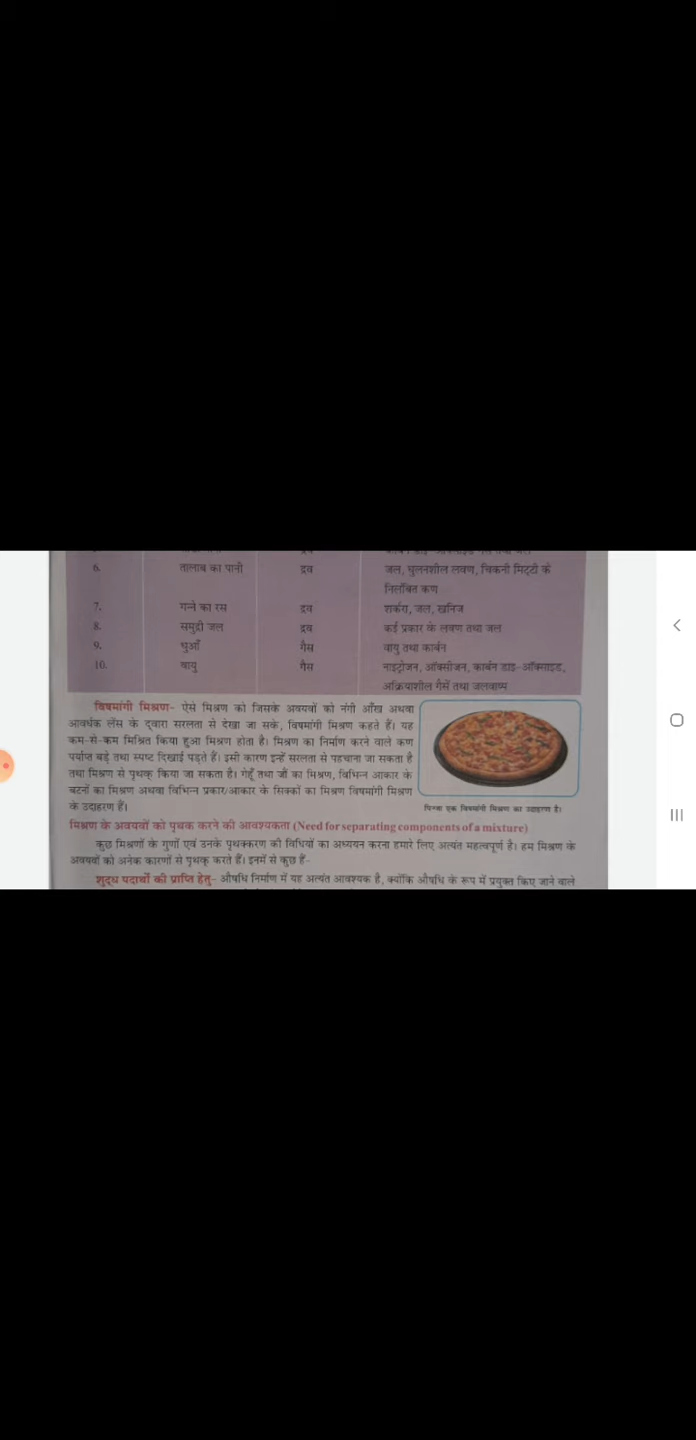 6. तालाब का पानी द्रव जल, घुलनशील लवण, चिकनी मिट्टी के
निलंबित कण
7. गन्ने का रस द्रव शर्करा, जल, खनिज
8. समुद्री जल द्रव कई प्रकार के लवण तथा जल
9. धुआँ गैस वायु तथा कार्बन
10. वायु गैस नाइट्रोजन, ऑक्सीजन, कार्बन डाइ-ऑक्साइड,
अक्रियाशील गैसें तथा जलवाष्प
विषमांगी मिश्रण- ऐसे मिश्रण को जिसके अवयवों को नंगी आँख अथवा
आवर्धक लेंस के द्वारा सरलता से देखा जा सके, विषमांगी मिश्रण कहते हैं। यह
कम-से-कम मिश्रित किया हुआ मिश्रण होता है। मिश्रण का निर्माण करने वाले कण
पर्याप्त बड़े तथा स्पष्ट दिखाई पड़ते हैं। इसी कारण इन्हें सरलता से पहचाना जा सकता है
तथा मिश्रण से पृथक् किया जा सकता है। गेहूँ तथा जौ का मिश्रण, विभिन्न आकार के
बटनों का मिश्रण अथवा विभिन्न प्रकार/आकार के सिक्कों का मिश्रण विषमांगी मिश्रण
के उदाहरण हैं।
पिज्जा एक विषमांगी मिश्रण का उदाहरण है।
मिश्रण के अवयवों को पृथक करने की आवश्यकता (Need for separating components of a mixture)
कुछ मिश्रणों के गुणों एवं उनके पृथक्करण की विधियों का अध्ययन करना हमारे लिए अत्यंत महत्वपूर्ण है। हम मिश्रण के
अवयवों को अनेक कारणों से पृथक् करते हैं। इनमें से कुछ हैं-
शुद्ध पदार्थों की प्राप्ति हेतु- औषधि निर्माण में यह अत्यंत आवश्यक है, क्योंकि औषधि के रूप में प्रयुक्त किए जाने वाले